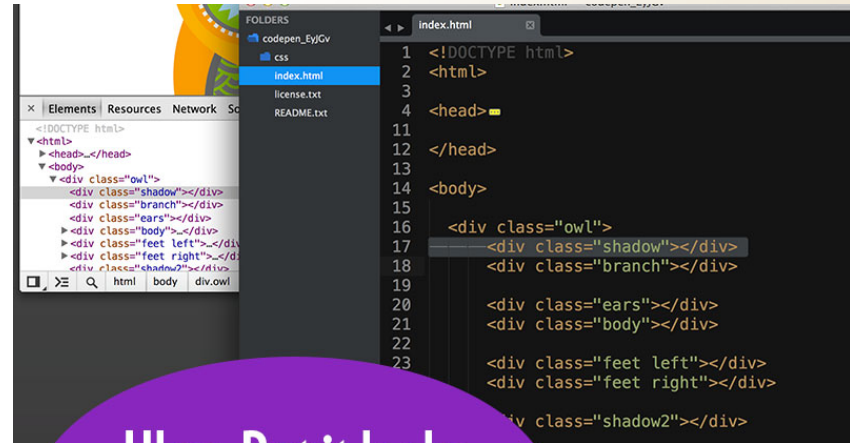 FOLDERS
codepen_EyJGv
css
index.html
license.txt
README.txt
× Elements Resources Network
<!DOCTYPE html>
▼<html>
▶<head>…</head>
▼<body>
▼<div class="owl">
<div class="shadow"></div>
<div class="branch"></div>
<div class="ears"></div>
▶<div class="body">…</div>
▶<div class="feet left">…</div
▶<div class="feet right">…</di
<div class="shadow2"></div>
html body div.owl
index.html
1 <!DOCTYPE html>
2 <html>
3
4 <head>
11
12 </head>
13
14 <body>
15
16 <div class="owl">
17 <div class="shadow"></div>
18 <div class="branch"></div>
19
20 <div class="ears"></div>
21 <div class="body"></div>
22
23 <div class="feet left"></div>
<div class="feet right"></div>
class="shadow2"></div>